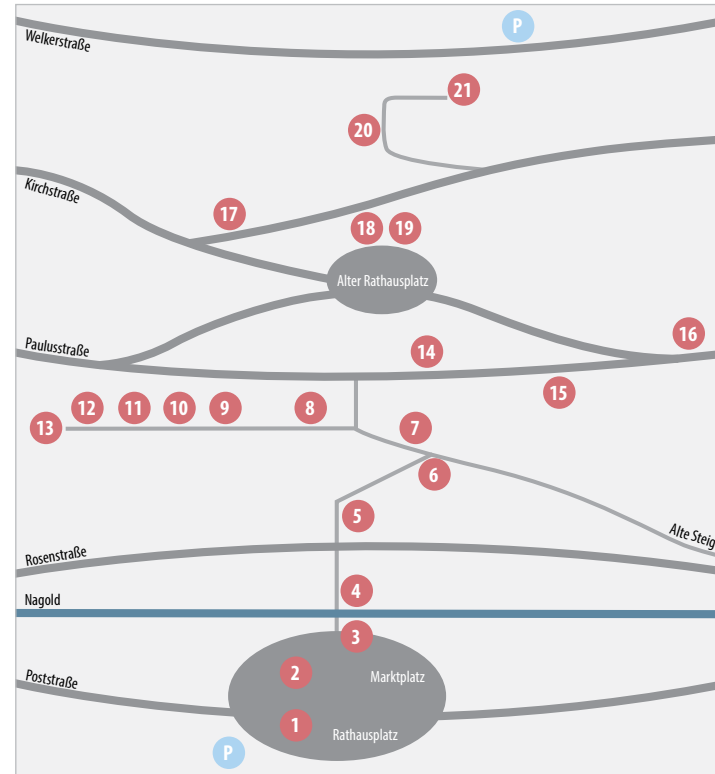 P
Welkerstraße
21
20
Kirchstraße
17
18
19
Alter Rathausplatz
16
Paulusstraße
14
15
12
11
10
9
8
13
7
6
5
Alte Steig
Rosenstraße
4
Nagold
3
2
Marktplatz
Poststraße
1
Rathausplatz
P